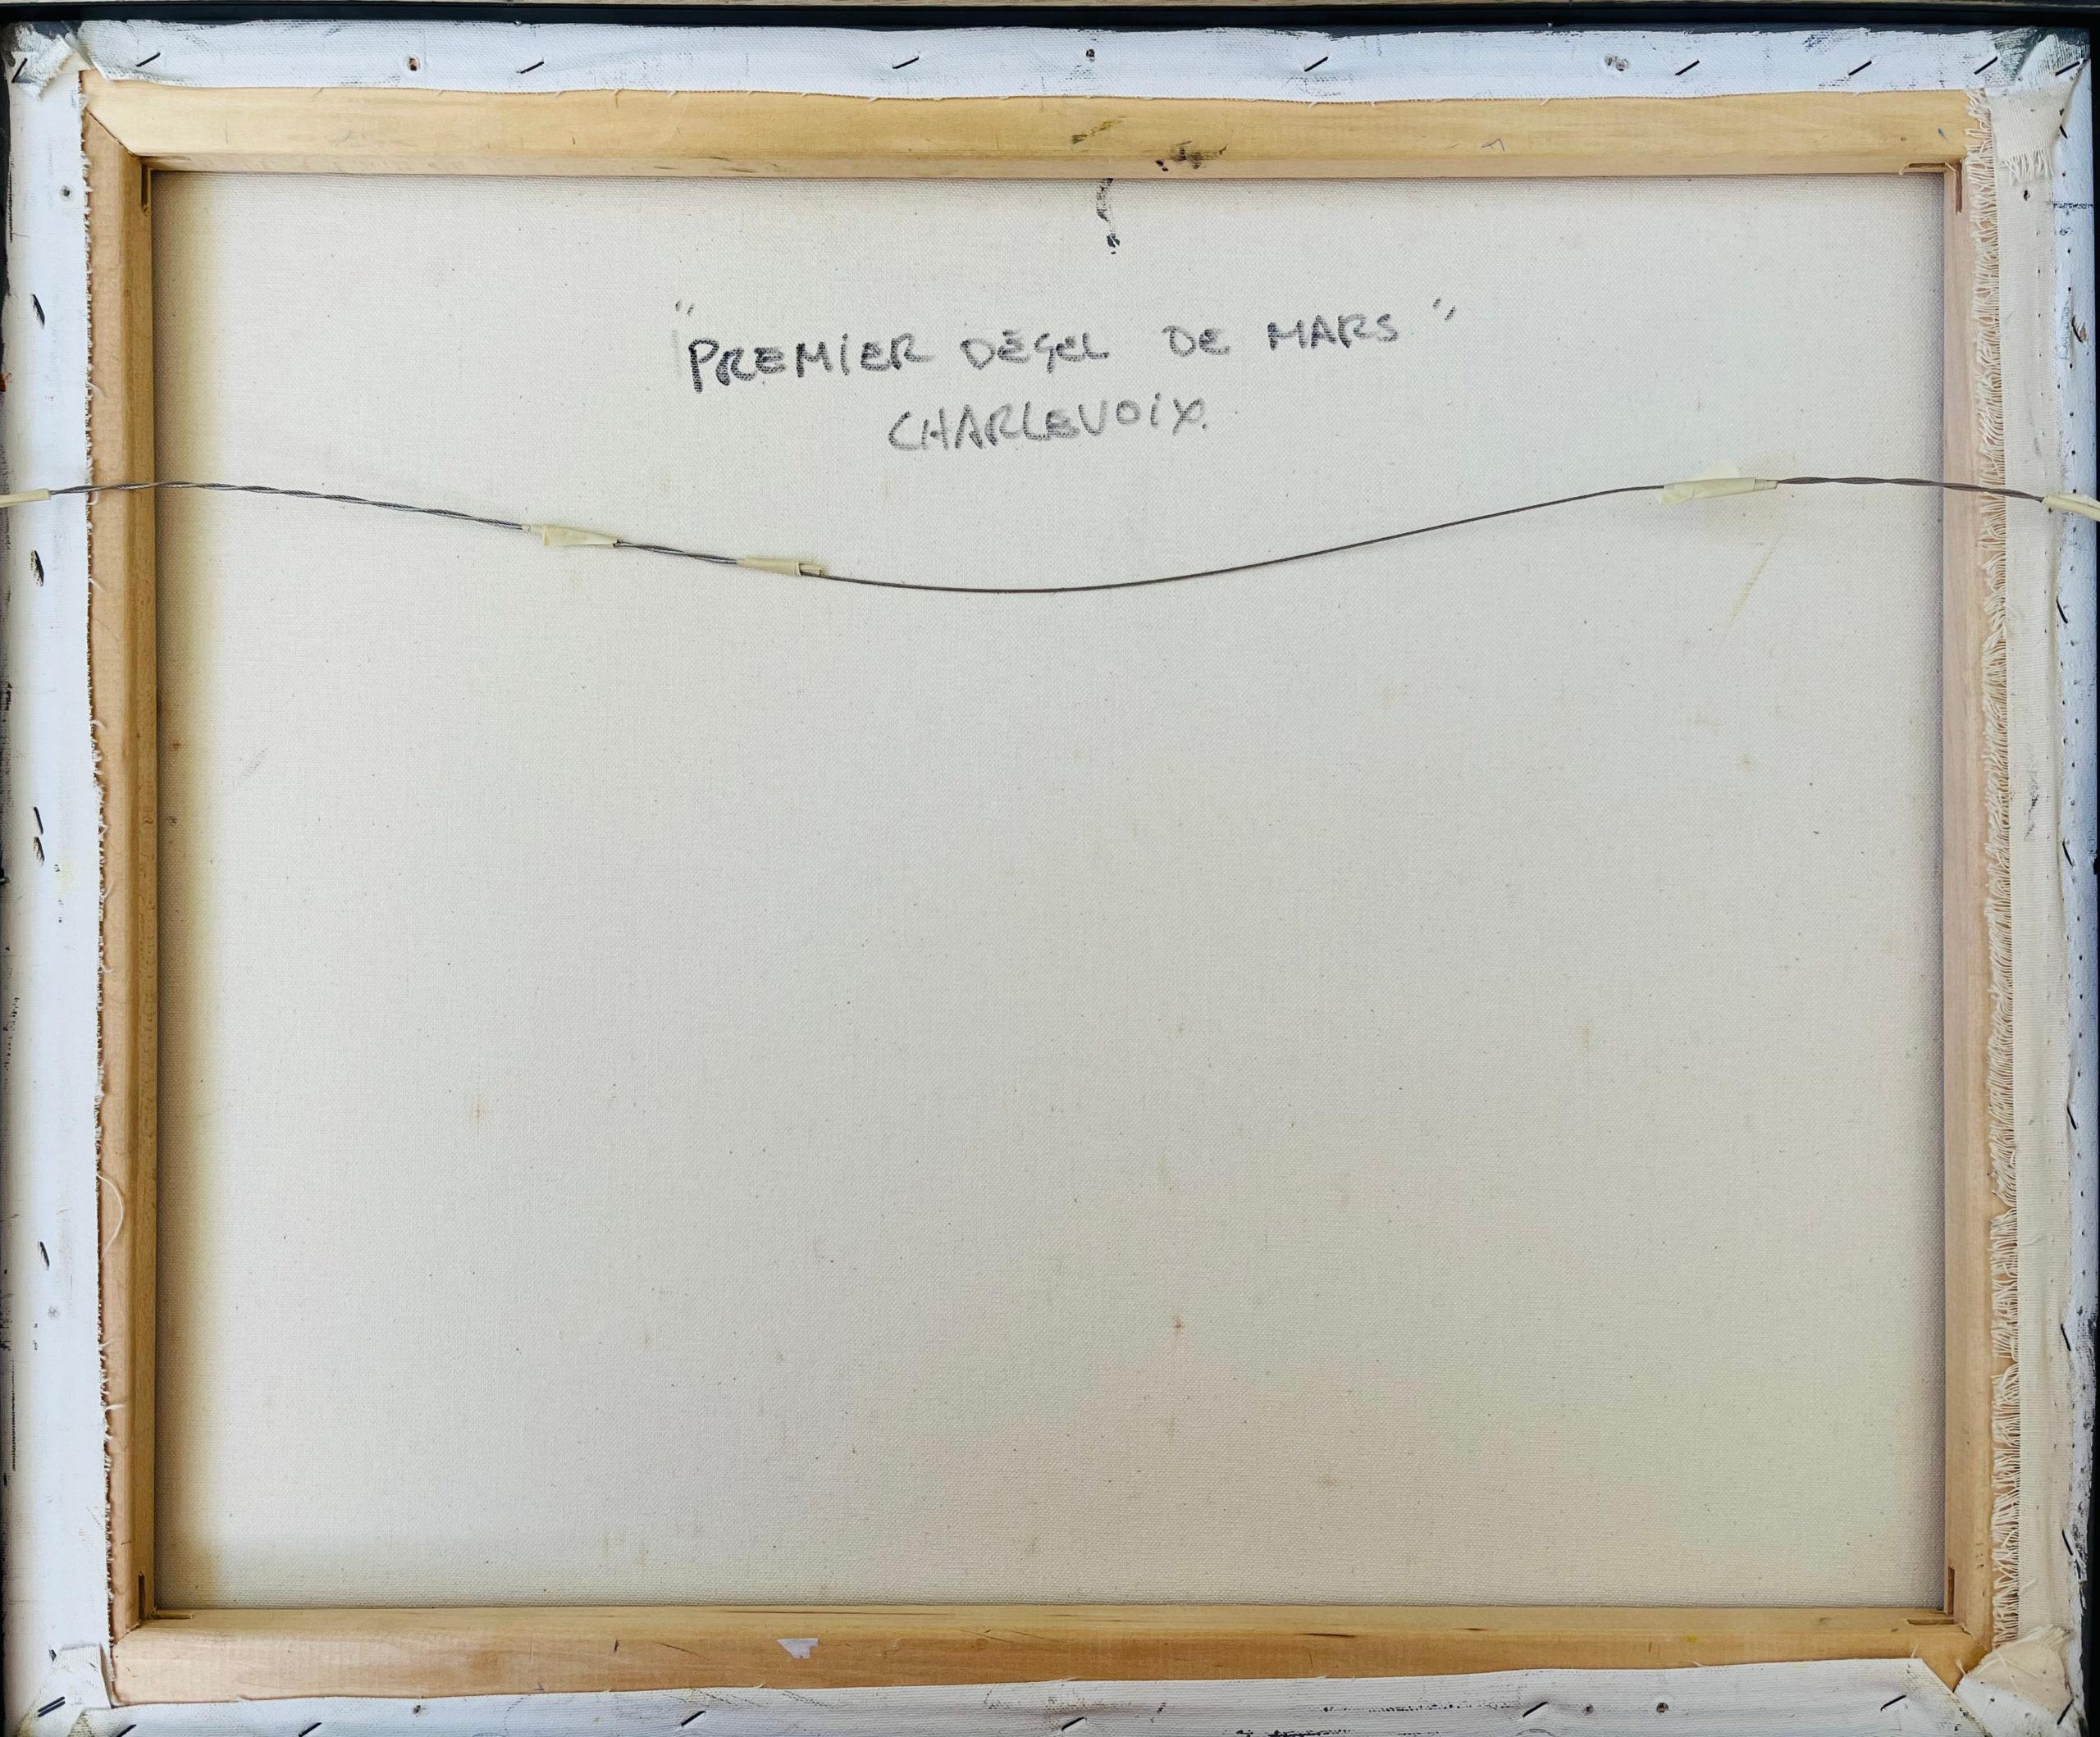 "PREMIER DÉGEL DE MARS"
CHARLEVOIX.